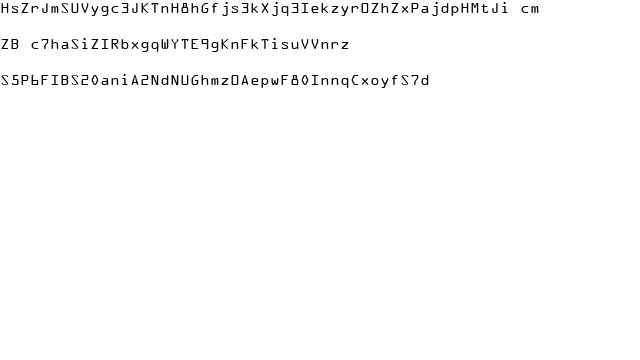 HsZrJmSUVygc3JKTnH8hGfjs3kXjq3IekzyrOZhZxPajdpHMtJi cm
ZB c7haSiZIRbxgqWYTE9gKnFkTisuVVnrz
S5P6FIBS20aniA2NdNUGhmzOAepwF80InnqCxoyfS7d